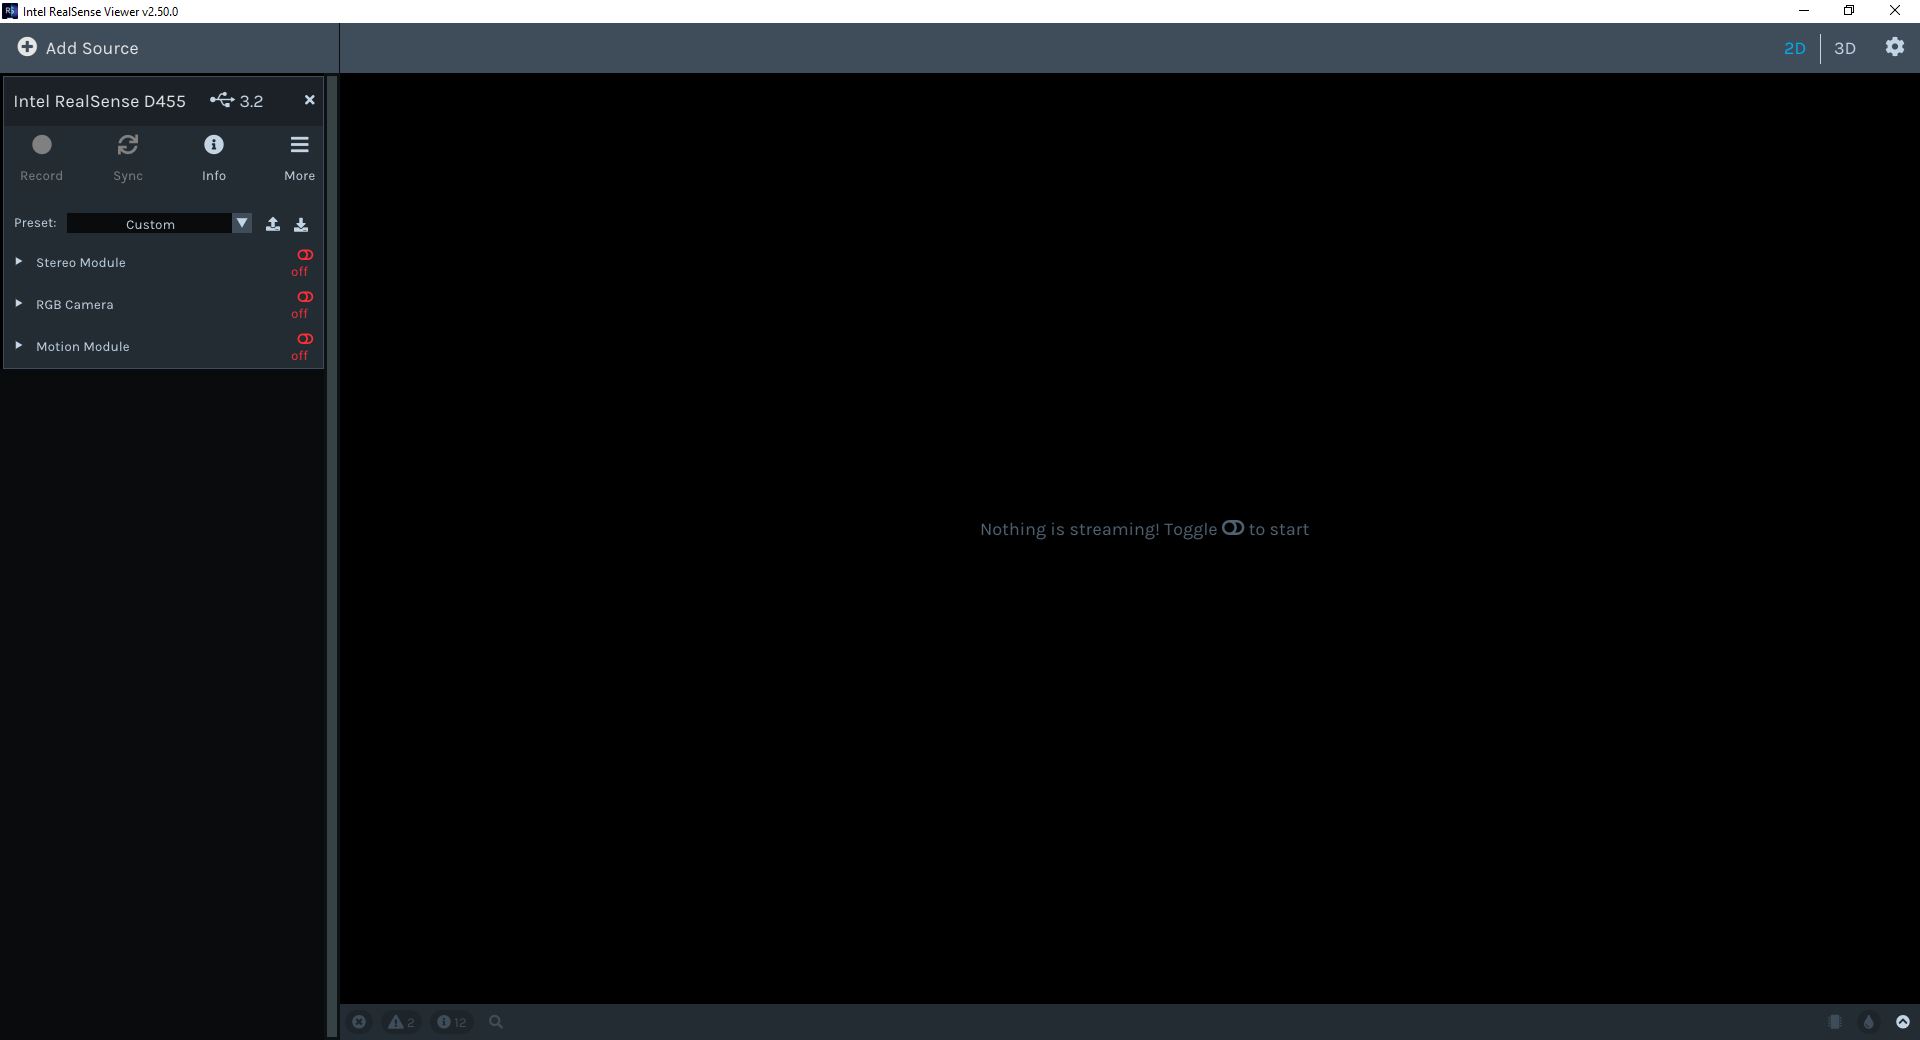 Intel RealSense Viewer v2.50.0
Add Source
2D
3D
Intel RealSense D455
3.2
Record
Sync
Info
More
Preset:
Custom
Stereo Module
off
RGB Camera
off
Motion Module
off
Nothing is streaming! Toggle to start
2
12